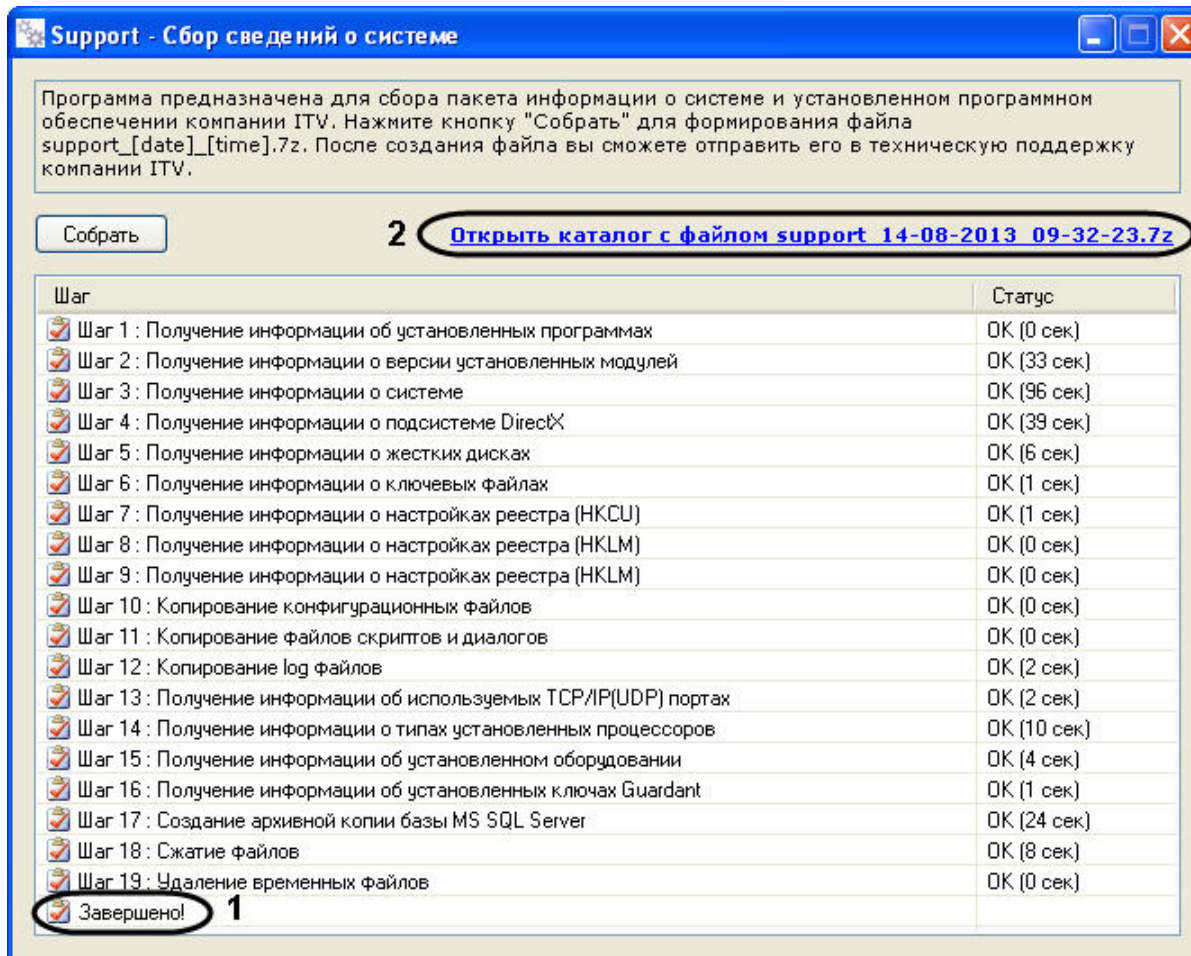 Support - Сбор сведений о системе
Программа предназначена для сбора пакета информации о системе и установленном программном
обеспечении компании ITV. Нажмите кнопку "Собрать" для формирования файла
support_[date]_[time].7z. После создания файла вы сможете отправить его в техническую поддержку
компании ITV.
Собрать 2 Открыть каталог с файлом support_14-08-2013_09-32-23.7z
Шаг Статус
Шаг 1 : Получение информации об установленных программах OK (0 сек)
Шаг 2 : Получение информации о версии установленных модулей OK (33 сек)
Шаг 3 : Получение информации о системе OK (96 сек)
Шаг 4 : Получение информации о подсистеме DirectX OK (39 сек)
Шаг 5 : Получение информации о жестких дисках OK (6 сек)
Шаг 6 : Получение информации о ключевых файлах OK (1 сек)
Шаг 7 : Получение информации о настройках реестра (HKCU) OK (1 сек)
Шаг 8 : Получение информации о настройках реестра (HKLM) OK (0 сек)
Шаг 9 : Получение информации о настройках реестра (HKLM) OK (0 сек)
Шаг 10 : Копирование конфигурационных файлов OK (0 сек)
Шаг 11 : Копирование файлов скриптов и диалогов OK (0 сек)
Шаг 12 : Копирование log файлов OK (2 сек)
Шаг 13 : Получение информации об используемых TCP/IP(UDP) портах OK (2 сек)
Шаг 14 : Получение информации о типах установленных процессоров OK (10 сек)
Шаг 15 : Получение информации об установленном оборудовании OK (4 сек)
Шаг 16 : Получение информации об установленных ключах Guardant OK (1 сек)
Шаг 17 : Создание архивной копии базы MS SQL Server OK (24 сек)
Шаг 18 : Сжатие файлов OK (8 сек)
Шаг 19 : Удаление временных файлов OK (0 сек)
Завершено! 1